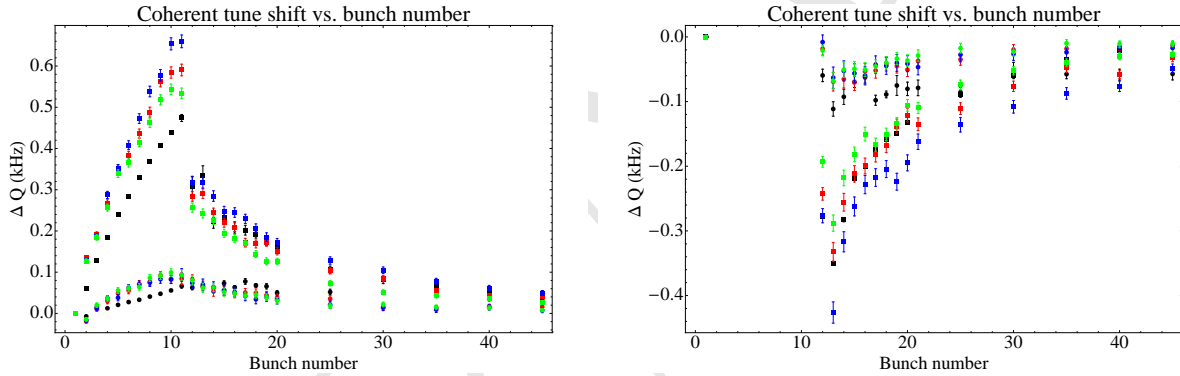 Coherent tune shift vs. bunch number
Δ Q (kHz)
0.6
0.5
0.4
0.3
0.2
0.1
0.0
0 10 20 30 40
Bunch number
Coherent tune shift vs. bunch number
Δ Q (kHz)
0.0
−0.1
−0.2
−0.3
−0.4
0 10 20 30 40
Bunch number